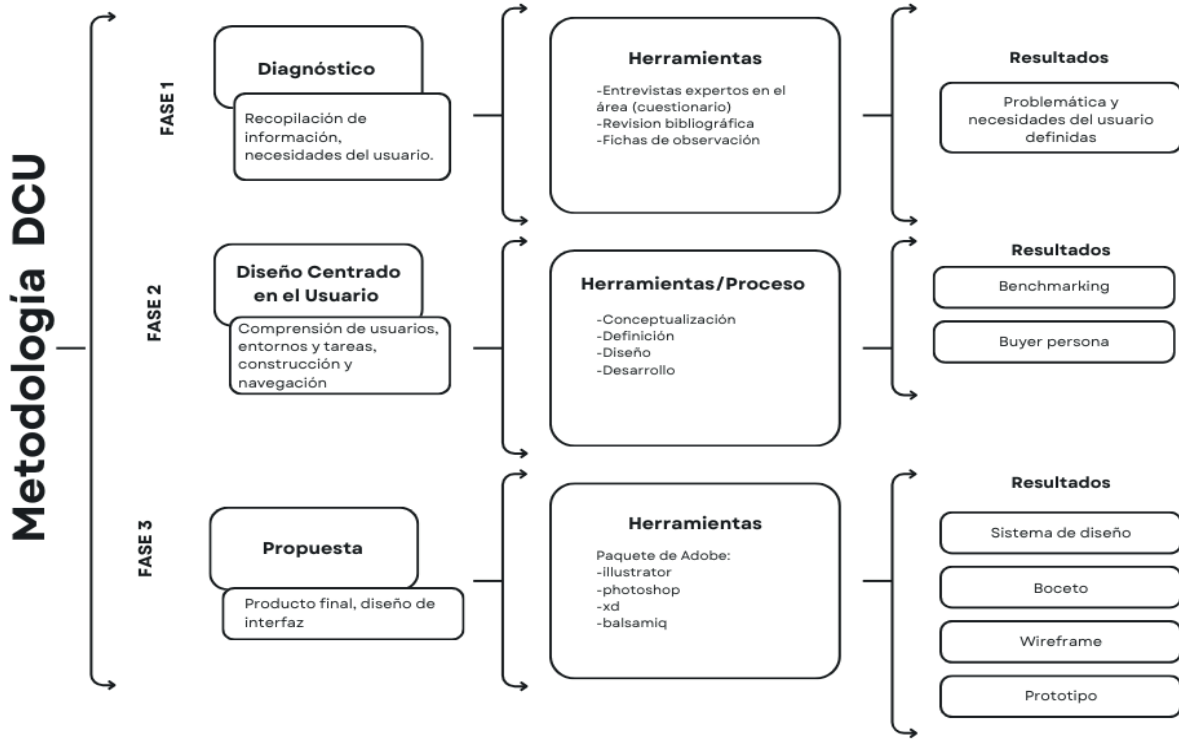 Metodología DCU
FASE 1
Diagnóstico
Recopilación de
información,
necesidades del usuario.
Herramientas
-Entrevistas expertos en el
área (cuestionario)
-Revision bibliográfica
-Fichas de observación
Resultados
Problemática y
necesidades del usuario
definidas
FASE 2
Diseño Centrado
en el Usuario
Comprensión de usuarios,
entornos y tareas,
construcción y
navegación
Herramientas/Proceso
-Conceptualización
-Definición
-Diseño
-Desarrollo
Resultados
Benchmarking
Buyer persona
FASE 3
Propuesta
Producto final, diseño de
interfaz
Herramientas
Paquete de Adobe:
-illustrator
-photoshop
-xd
-balsamiq
Resultados
Sistema de diseño
Boceto
Wireframe
Prototipo